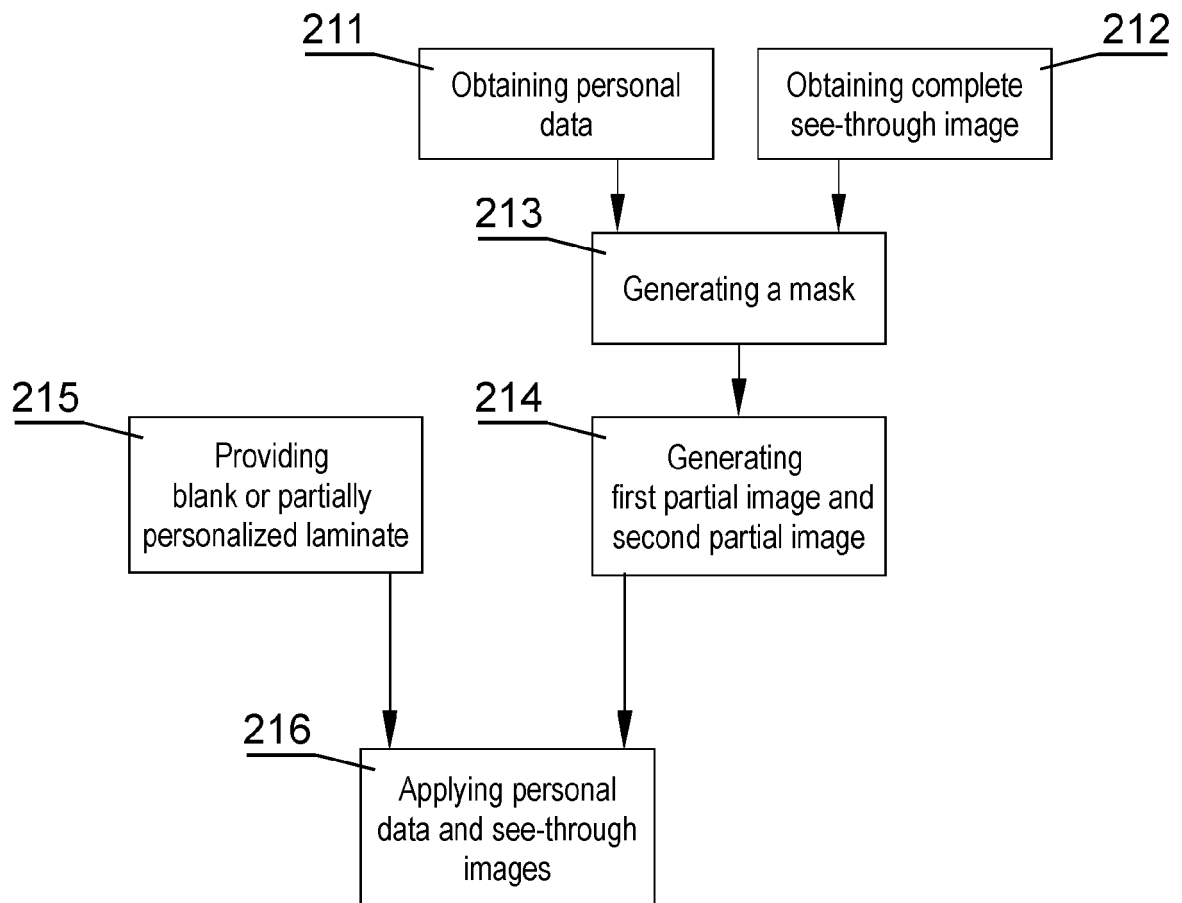 211
Obtaining personal
data
212
Obtaining complete
see-through image
213
Generating a mask
215
Providing
blank or partially
personalized laminate
214
Generating
first partial image and
second partial image
216
Applying personal
data and see-through
images